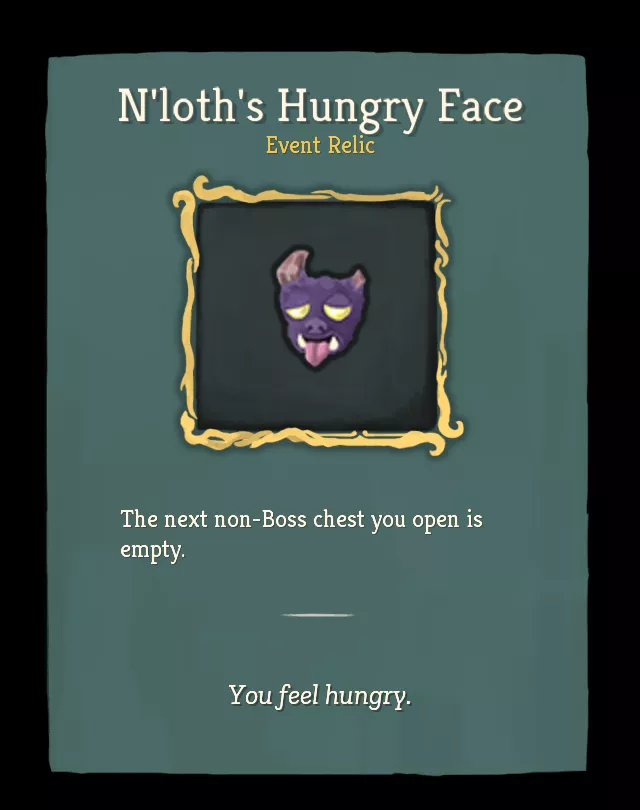 N'loth's Hungry Face
Event Relic
The next non-Boss chest you open is
empty.
You feel hungry.